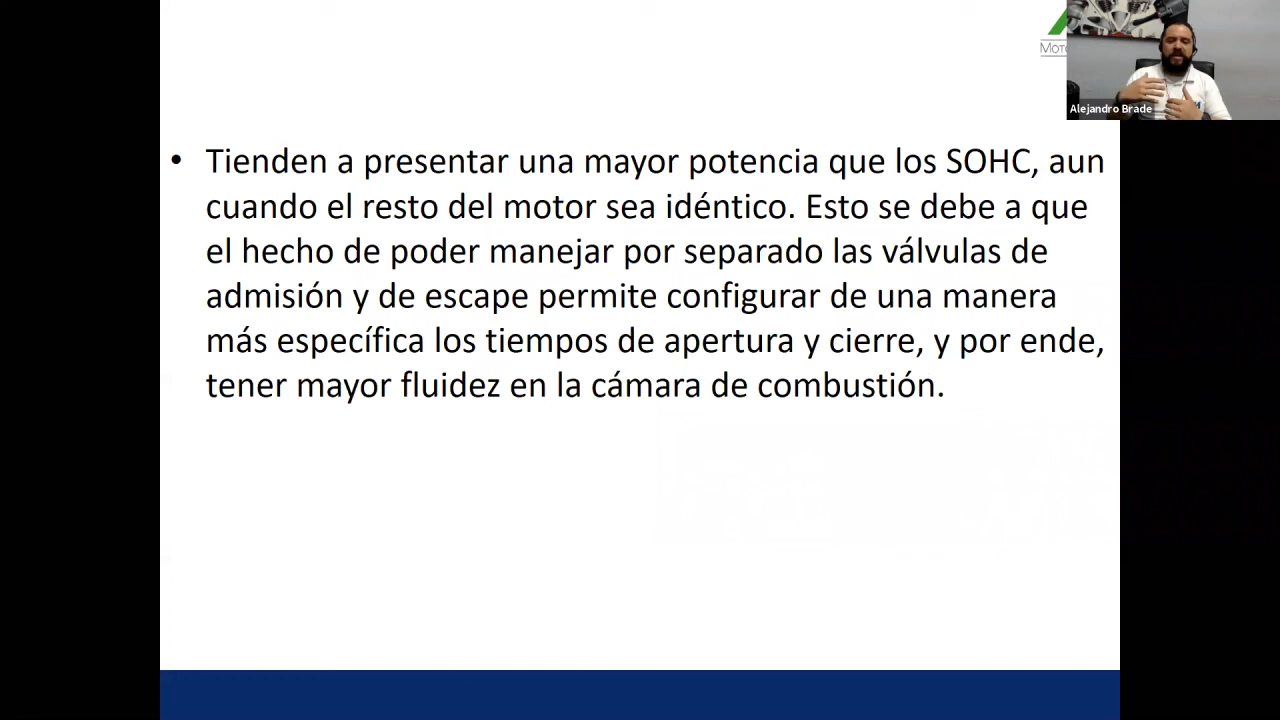 Alejandro Brade
• Tienden a presentar una mayor potencia que los SOHC, aun
cuando el resto del motor sea idéntico. Esto se debe a que
el hecho de poder manejar por separado las válvulas de
admisión y de escape permite configurar de una manera
más específica los tiempos de apertura y cierre, y por ende,
tener mayor fluidez en la cámara de combustión.